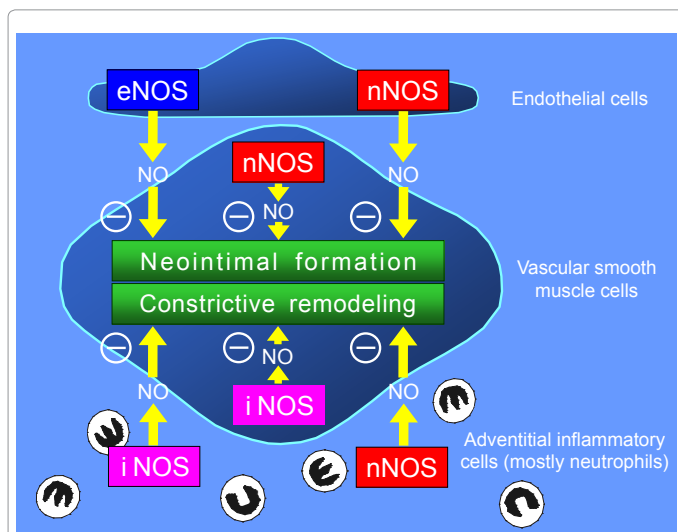 eNOS
nNOS
Endothelial cells
nNOS
NO
NO
NO
Neointimal formation
Constrictive remodeling
Vascular smooth
muscle cells
NO
NO
NO
i NOS
i NOS
nNOS
Adventitial inflammatory
cells (mostly neutrophils)